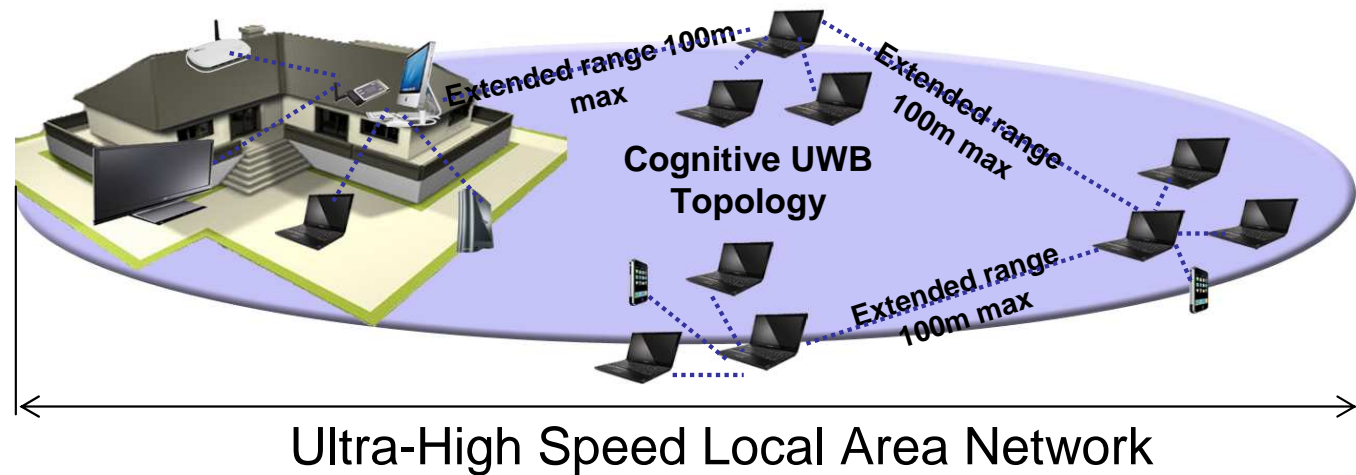 Extended range 100m
max
Extended range
100m max
Cognitive UWB
Topology
Extended range
100m max
Ultra-High Speed Local Area Network